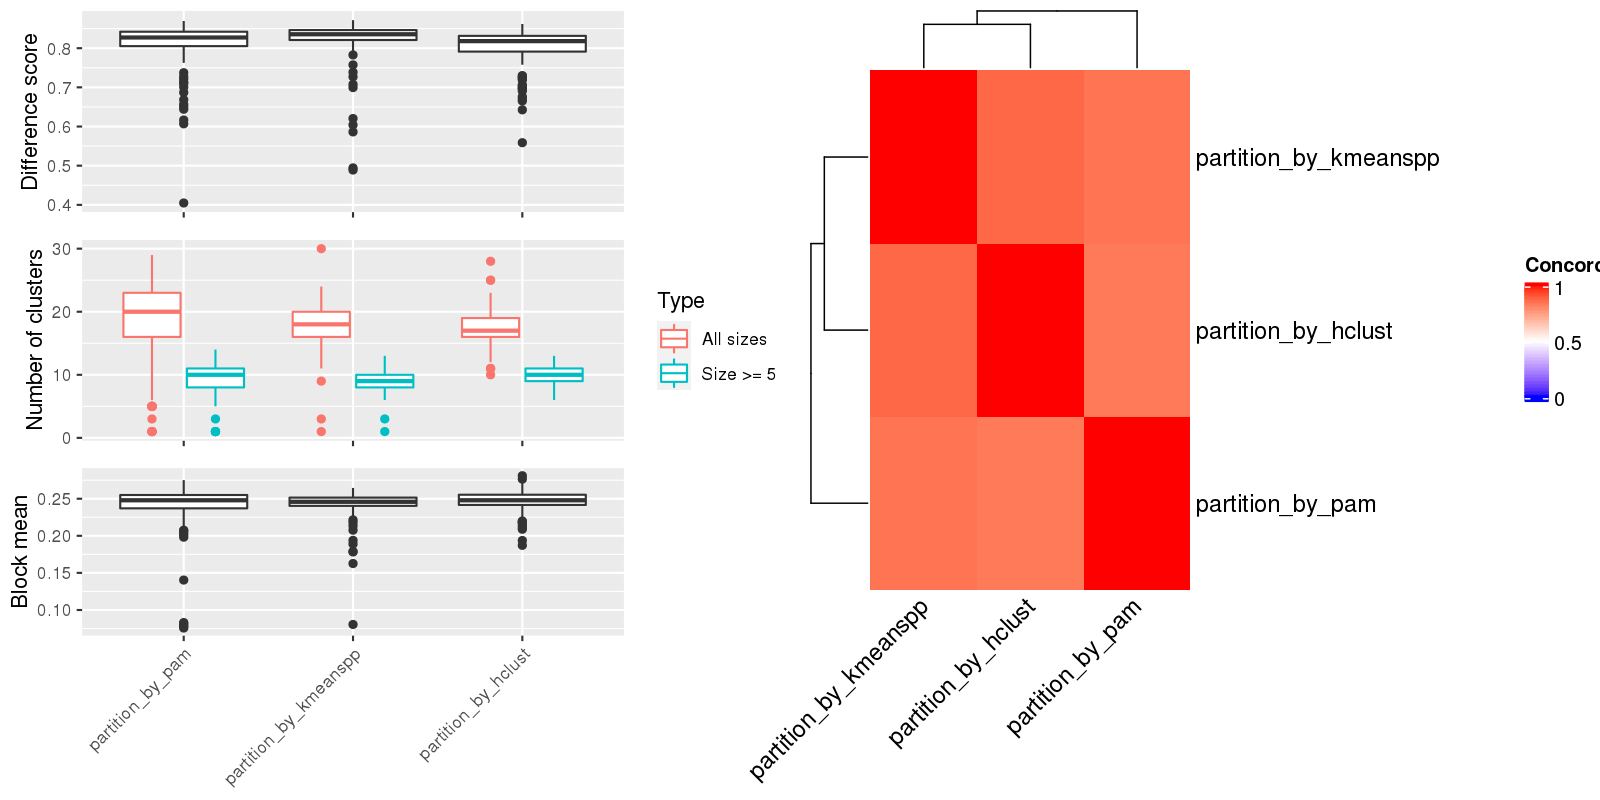 Difference score
0.8
0.7
0.6
0.5
0.4
Number of clusters
30
20
10
0
Block mean
0.25
0.20
0.15
0.10
partition_by_pam
partition_by_kmeanspp
partition_by_hclust
Type
All sizes
Size >= 5
partition_by_kmeanspp
partition_by_hclust
partition_by_pam
partition_by_kmeanspp
partition_by_hclust
partition_by_pam
Concord
1
0.5
0